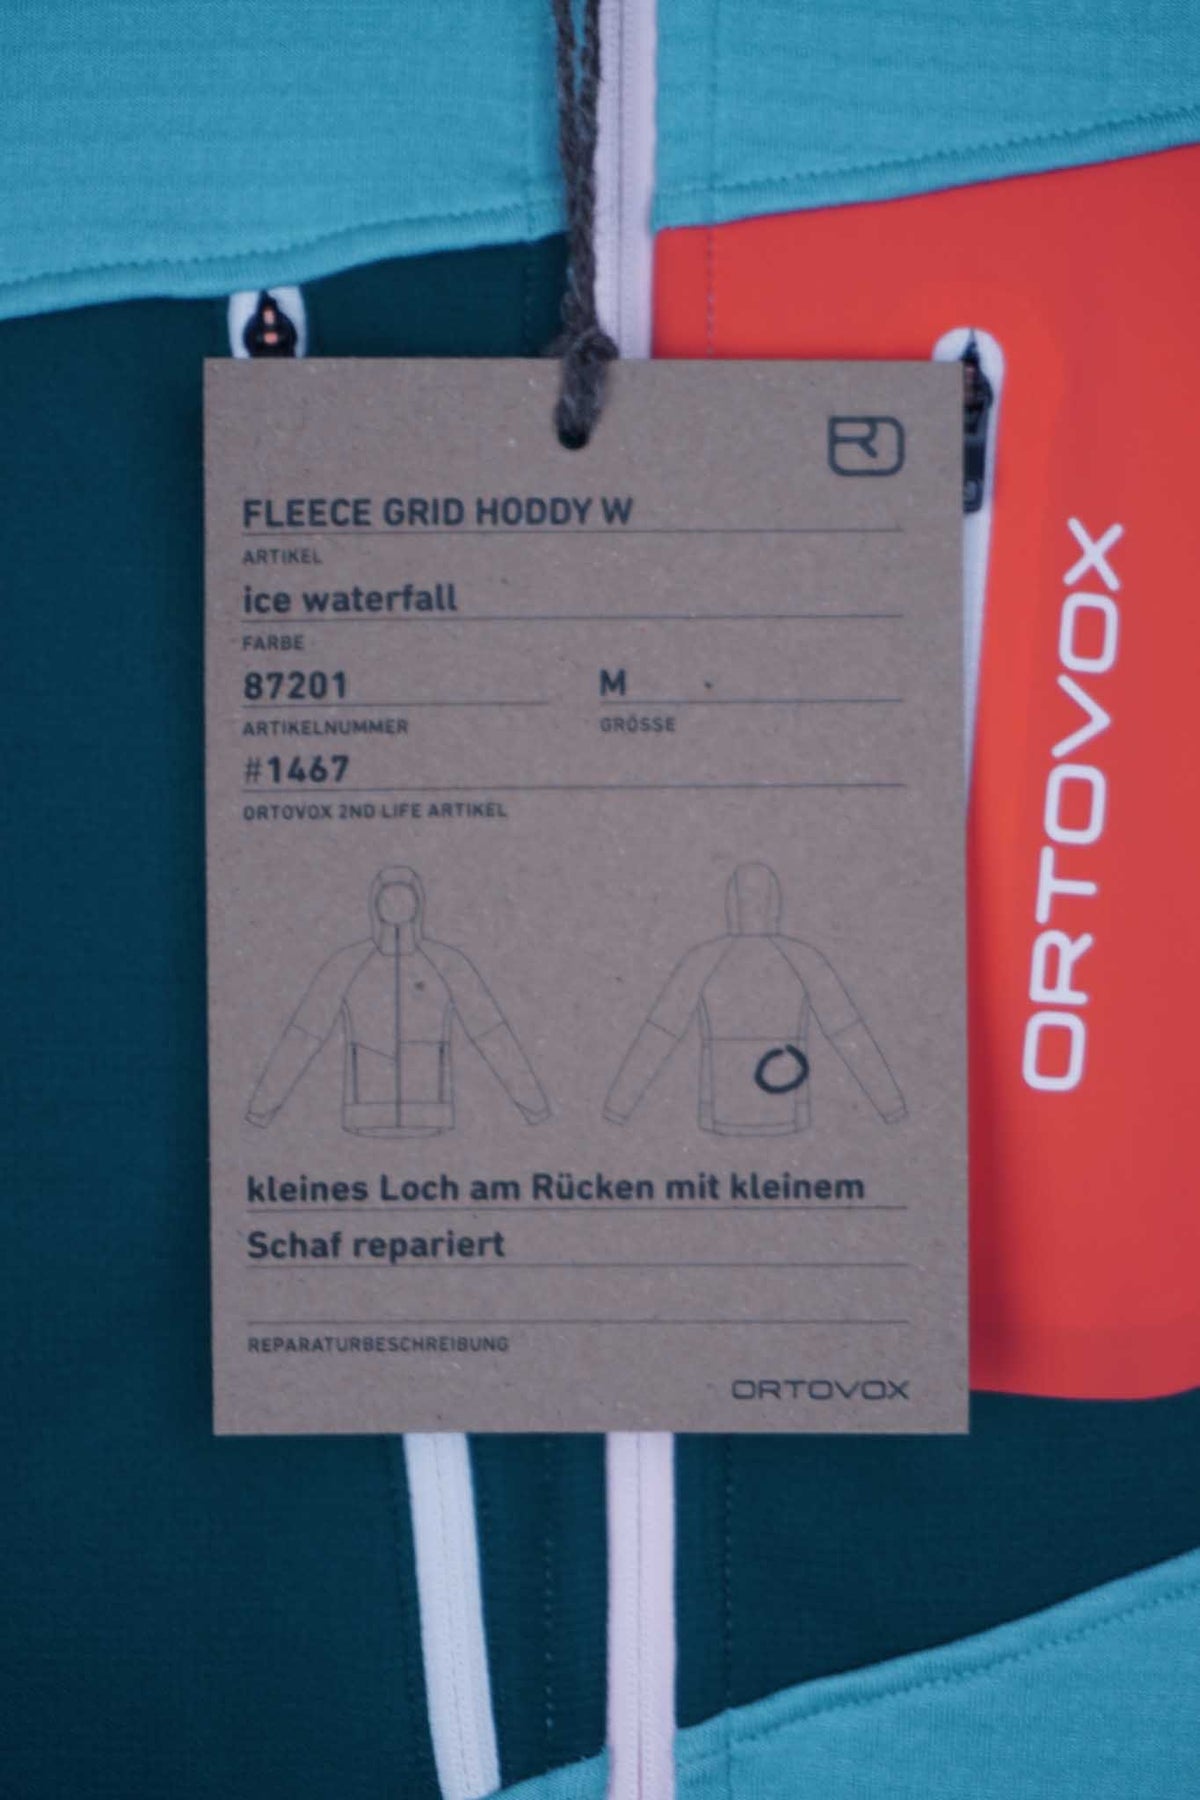 FLEECE GRID HODDY W
ARTIKEL
ice waterfall
FARBE
87201 M
ARTIKELNUMMER GRÖSSE
#1467
ORTOVOX 2ND LIFE ARTIKEL
kleines Loch am Rücken mit kleinem
Schaf repariert
REPARATURBESCHREIBUNG
ORTOVOX
ORTOVOX